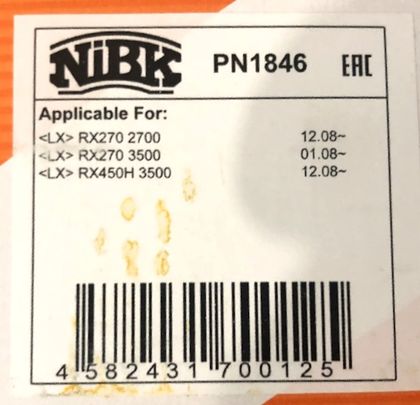 NiBK PN1846 EAC
Applicable For:
<LX> RX270 2700 12.08~
<LX> RX270 3500 01.08~
<LX> RX450H 3500 12.08~
4 582431 700125